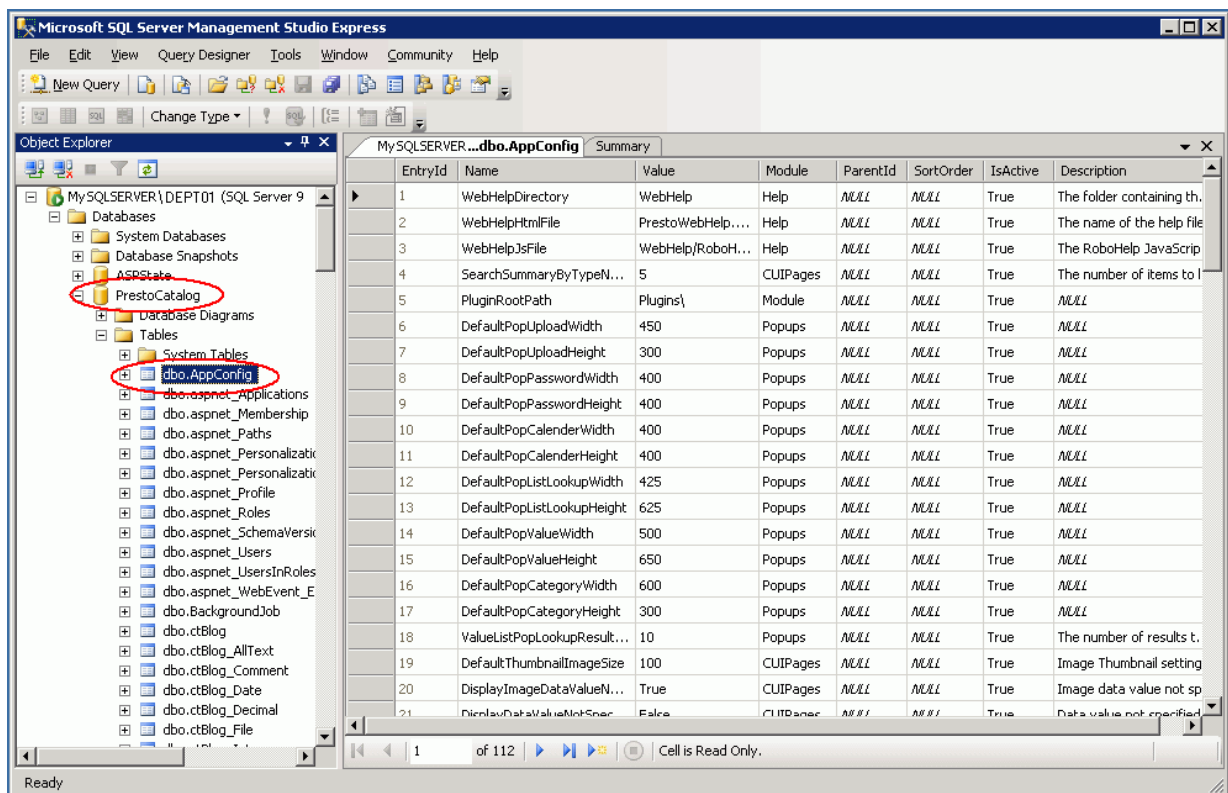 Microsoft SQL Server Management Studio Express
File Edit View Query Designer Tools Window Community Help
New Query
Change Type
Object Explorer
MySQLSERVER\DEPT01 (SQL Server 9
Databases
System Databases
Database Snapshots
ASPState
PrestoCatalog
Database Diagrams
Tables
System Tables
dbo.AppConfig
dbo.aspnet_Applications
dbo.aspnet_Membership
dbo.aspnet_Paths
dbo.aspnet_Personalizatic
dbo.aspnet_Personalizatic
dbo.aspnet_Profile
dbo.aspnet_Roles
dbo.aspnet_SchemaVersic
dbo.aspnet_Users
dbo.aspnet_UsersInRoles
dbo.aspnet_WebEvent_E
dbo.BackgroundJob
dbo.ctBlog
dbo.ctBlog_AllText
dbo.ctBlog_Comment
dbo.ctBlog_Date
dbo.ctBlog_Decimal
dbo.ctBlog_File
MySQLSERVER...dbo.AppConfig Summary
EntryId Name Value Module ParentId SortOrder IsActive Description
1 WebHelpDirectory WebHelp Help NULL NULL True The folder containing th.
2 WebHelpHtmlFile PrestoWebHelp.... Help NULL NULL True The name of the help file
3 WebHelpJsFile WebHelp/RoboH... Help NULL NULL True The RoboHelp JavaScrip
4 SearchSummaryByTypeN... 5 CUIPages NULL NULL True The number of items to l
5 PluginRootPath Plugins\ Module NULL NULL True NULL
6 DefaultPopUploadWidth 450 Popups NULL NULL True NULL
7 DefaultPopUploadHeight 300 Popups NULL NULL True NULL
8 DefaultPopPasswordWidth 400 Popups NULL NULL True NULL
9 DefaultPopPasswordHeight 400 Popups NULL NULL True NULL
10 DefaultPopCalenderWidth 400 Popups NULL NULL True NULL
11 DefaultPopCalenderHeight 400 Popups NULL NULL True NULL
12 DefaultPopListLookupWidth 425 Popups NULL NULL True NULL
13 DefaultPopListLookupHeight 625 Popups NULL NULL True NULL
14 DefaultPopValueWidth 500 Popups NULL NULL True NULL
15 DefaultPopValueHeight 650 Popups NULL NULL True NULL
16 DefaultPopCategoryWidth 600 Popups NULL NULL True NULL
17 DefaultPopCategoryHeight 300 Popups NULL NULL True NULL
18 ValueListPopLookupResult... 10 Popups NULL NULL True The number of results t.
19 DefaultThumbnailImageSize 100 CUIPages NULL NULL True Image Thumbnail setting
20 DisplayImageDataValueN... True CUIPages NULL NULL True Image data value not sp
21 DisplayDataValueNotSpec... False CUIPages NULL NULL True Data value not specified
1 of 112 Cell is Read Only.
Ready